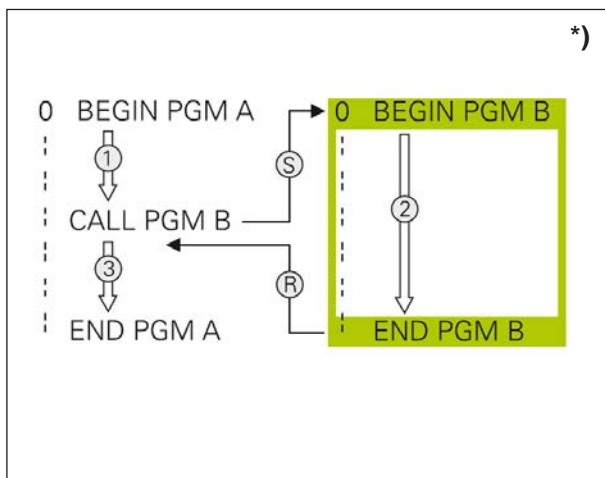 *)
0 BEGIN PGM A
1
CALL PGM B
3
END PGM A
S
R
0 BEGIN PGM B
2
END PGM B